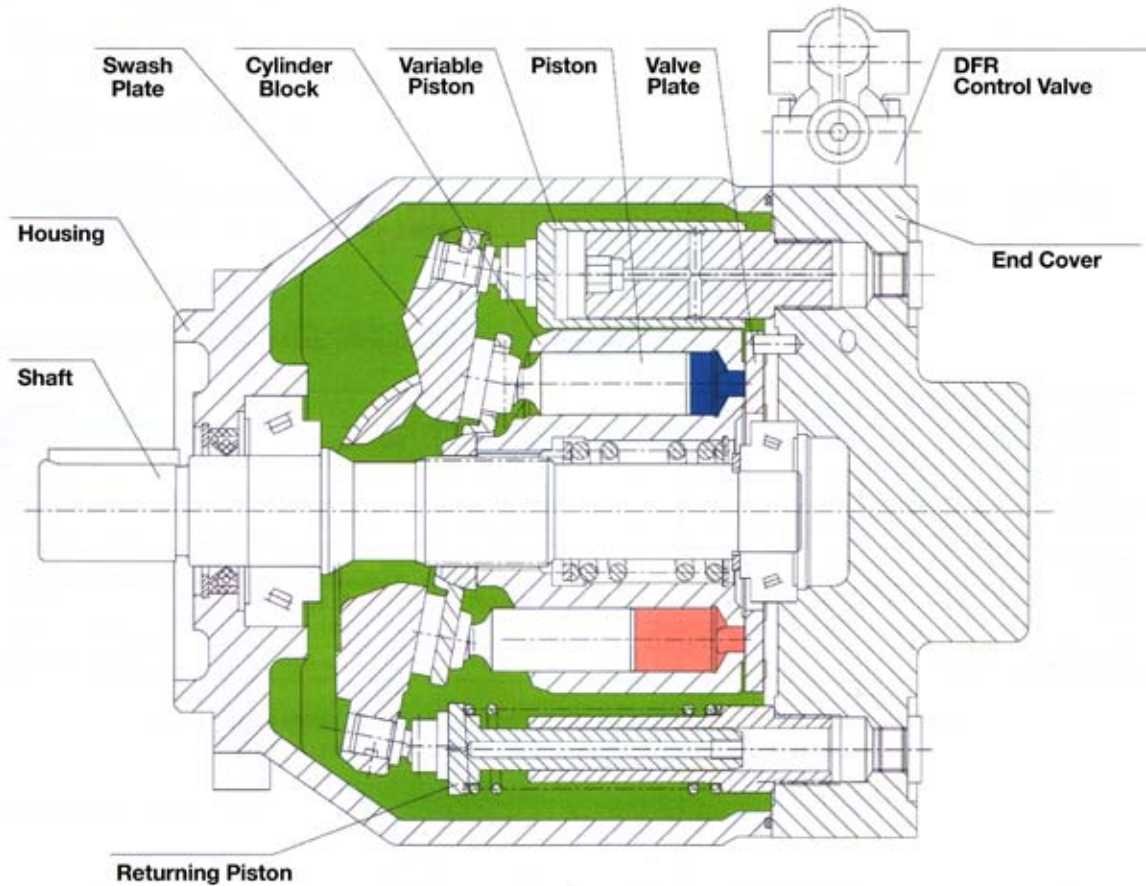 Swash
Plate
Cylinder
Block
Variable
Piston
Piston
Valve
Plate
DFR
Control Valve
Housing
End Cover
Shaft
Returning Piston